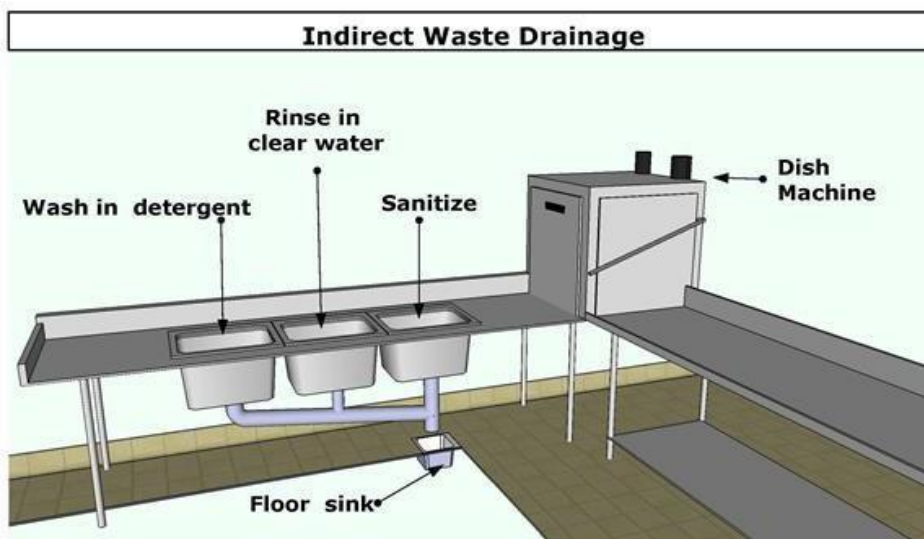 Indirect Waste Drainage
Rinse in
clear water
Wash in detergent
Sanitize
Dish
Machine
Floor sink